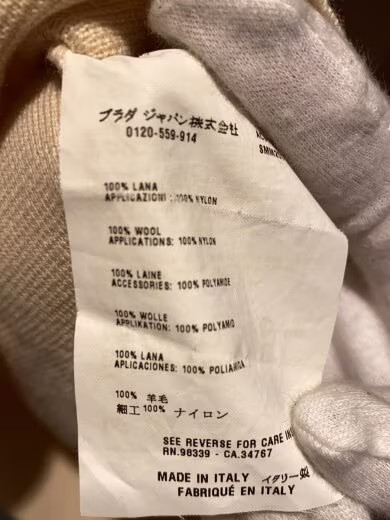 プラダ ジャパン株式会社
0120-559-914
100% LANA
APPLICAZIONI : 100% NYLON
100% WOOL
APPLICATIONS: 100% NYLON
100% LAINE
ACCESSORIES: 100% POLYAMIDE
100% WOLLE
APPLIKATION: 100% POLYAMID
100% LANA
APLICACIONES: 100% POLIAMIDA
100% 羊毛
細工 100% ナイロン
SEE REVERSE FOR CARE
RN.98339 - CA.34767
MADE IN ITALY イタリー製
FABRIQUÉ EN ITALY